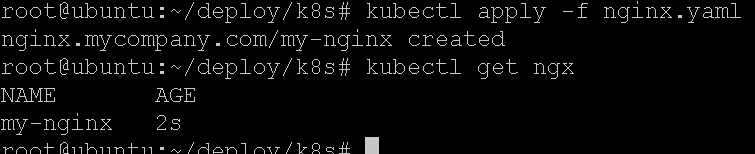 root@ubuntu:~/deploy/k8s# kubectl apply -f nginx.yaml
nginx.mycompany.com/my-nginx created
root@ubuntu:~/deploy/k8s# kubectl get ngx
NAME       AGE
my-nginx   2s
root@ubuntu:~/deploy/k8s#